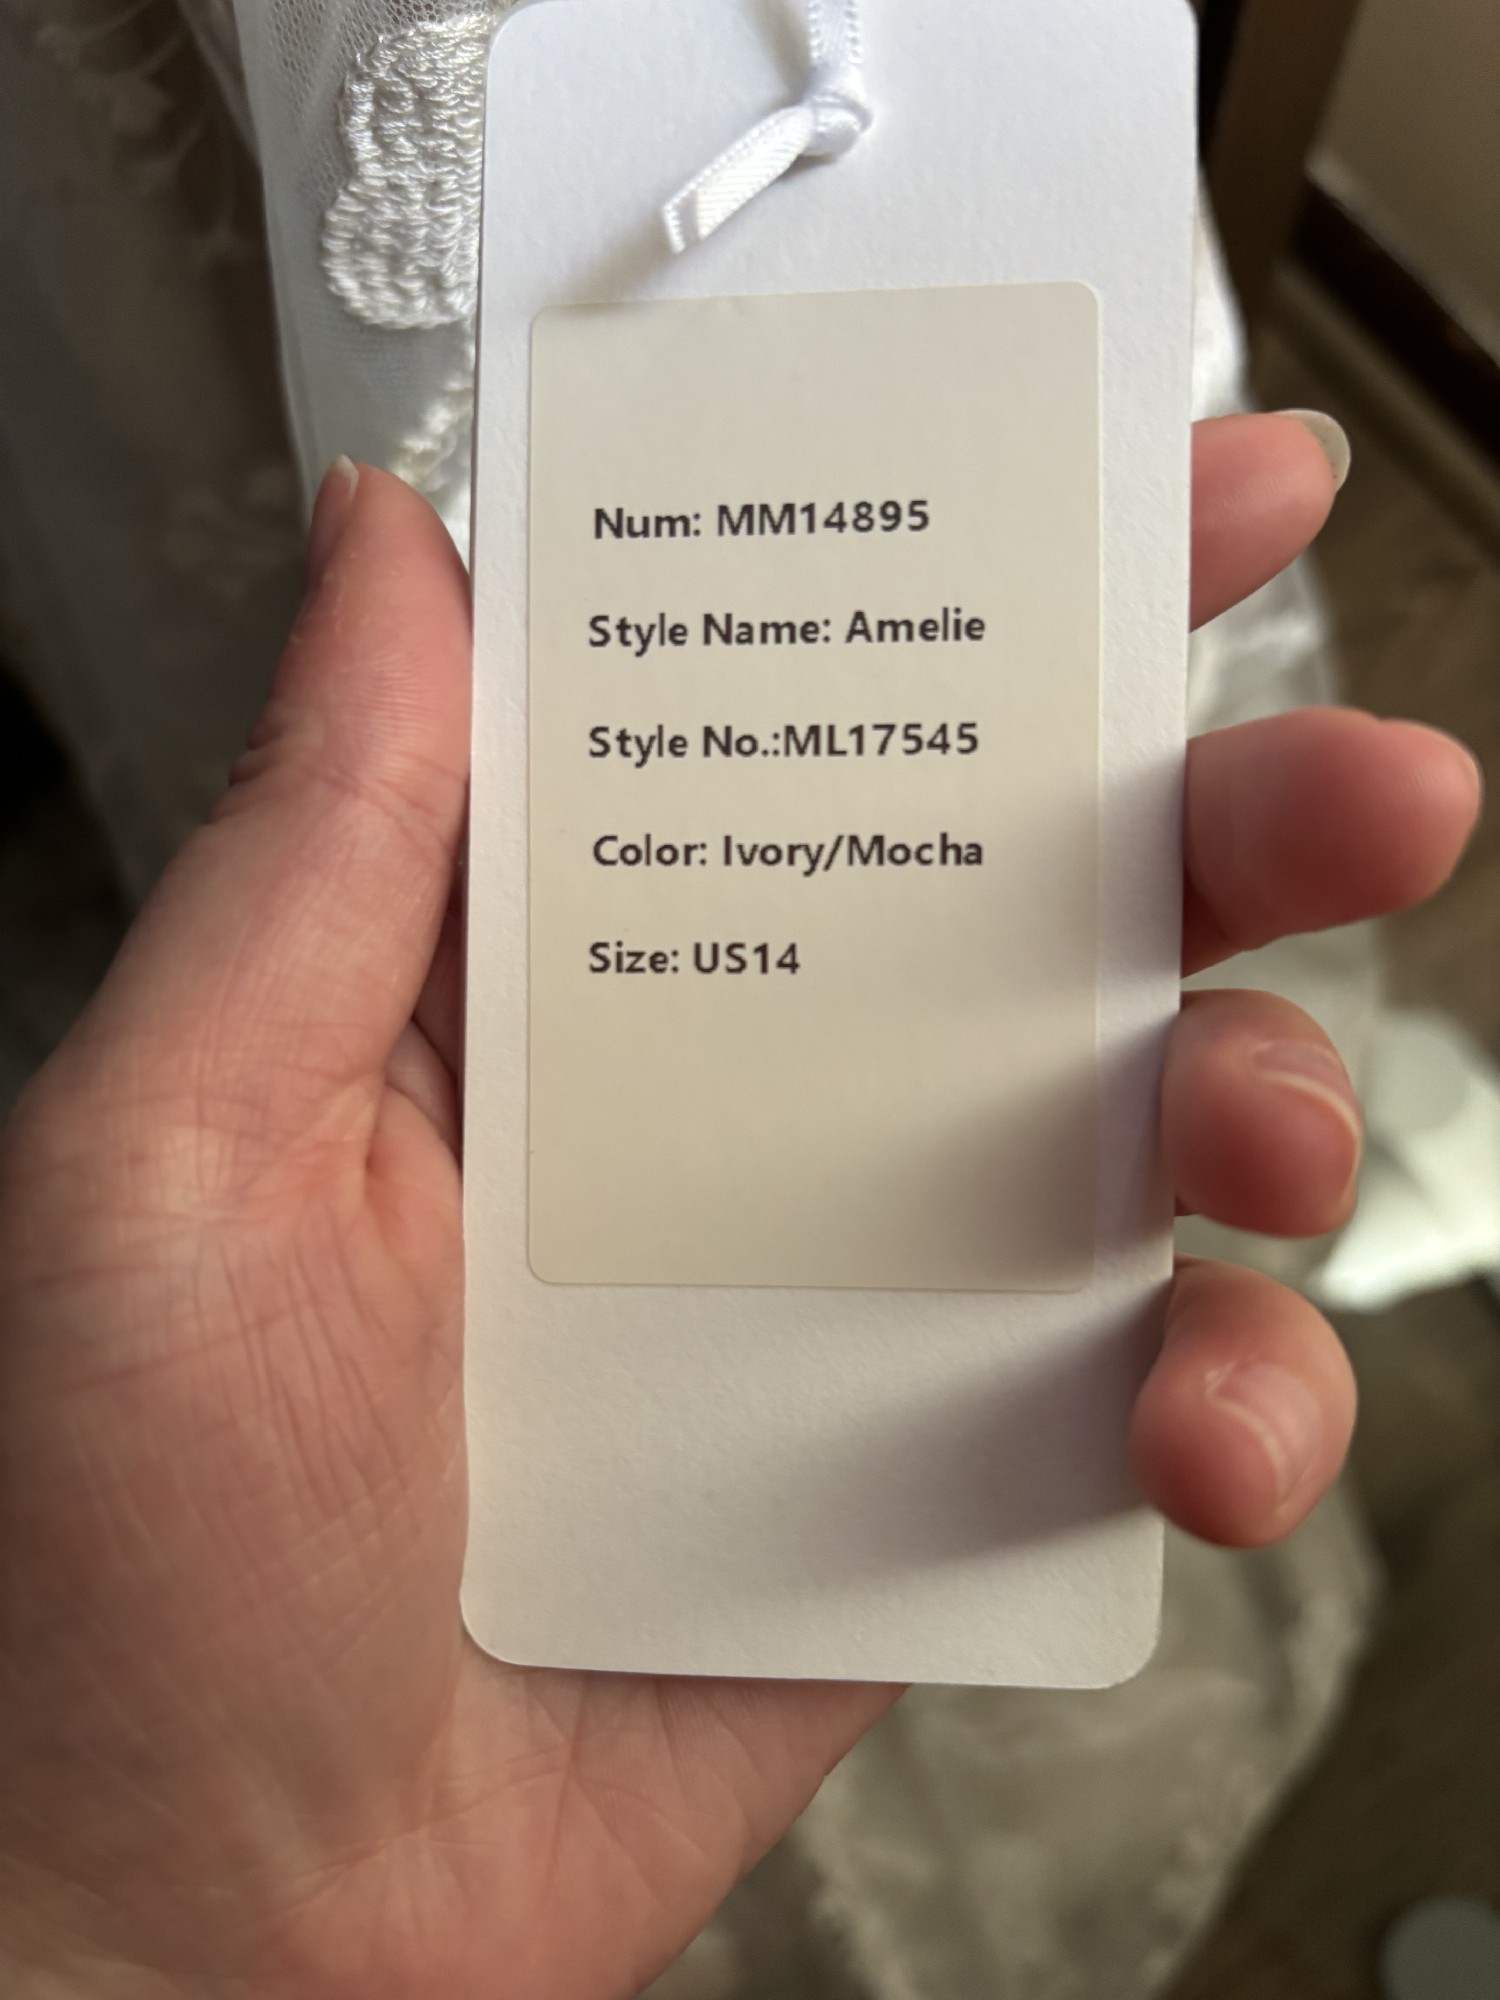 Num: MM14895
Style Name: Amelie
Style No.:ML17545
Color: Ivory/Mocha
Size: US14